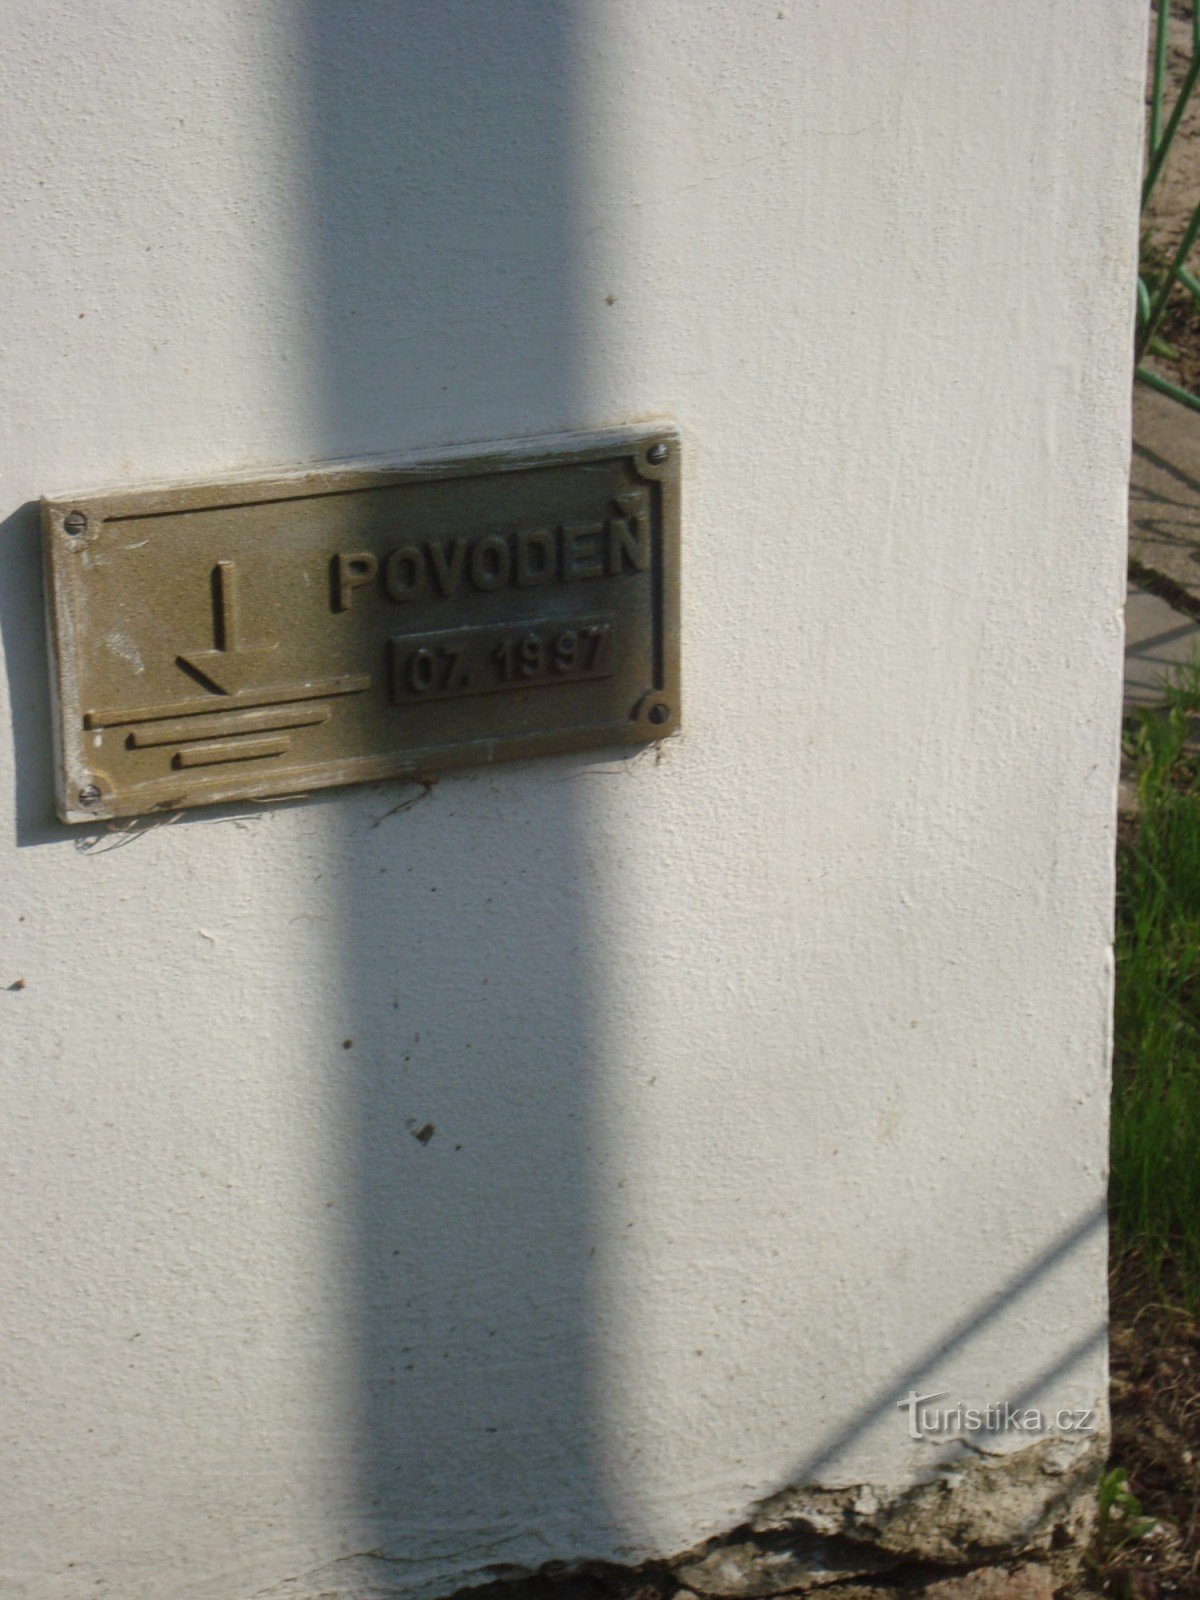 POVODEŇ
07. 1997
Turistika.cz